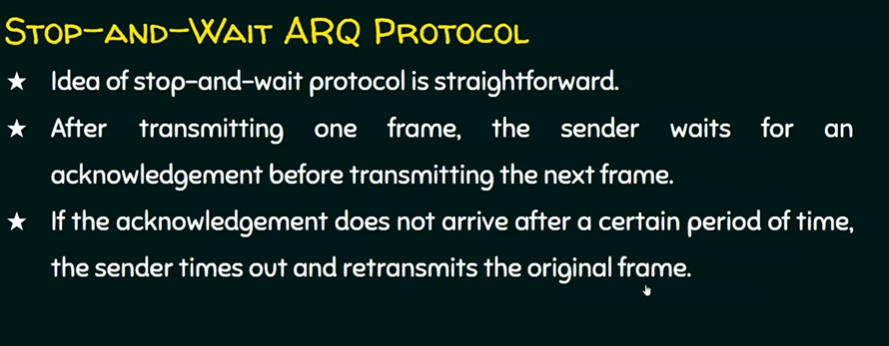 Stop-and-Wait ARQ Protocol
★ Idea of stop-and-wait protocol is straightforward.
★ After transmitting one frame, the sender waits for an
acknowledgement before transmitting the next frame.
★ If the acknowledgement does not arrive after a certain period of time,
the sender times out and retransmits the original frame.